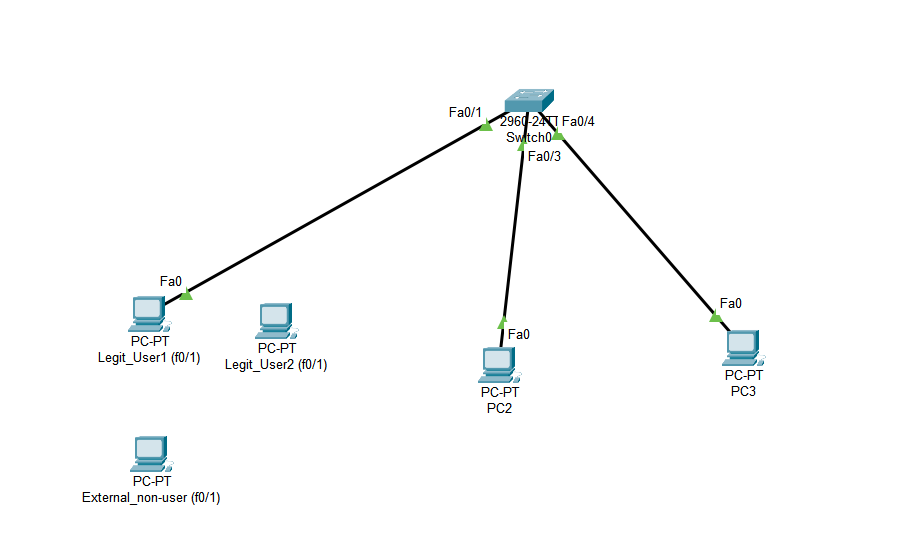 Fa0/1
2960-24TT
Fa0/4
Switch0
Fa0/3
Fa0
PC-PT
Legit_User1 (f0/1)
PC-PT
Legit_User2 (f0/1)
Fa0
PC-PT
PC2
Fa0
PC-PT
PC3
PC-PT
External_non-user (f0/1)